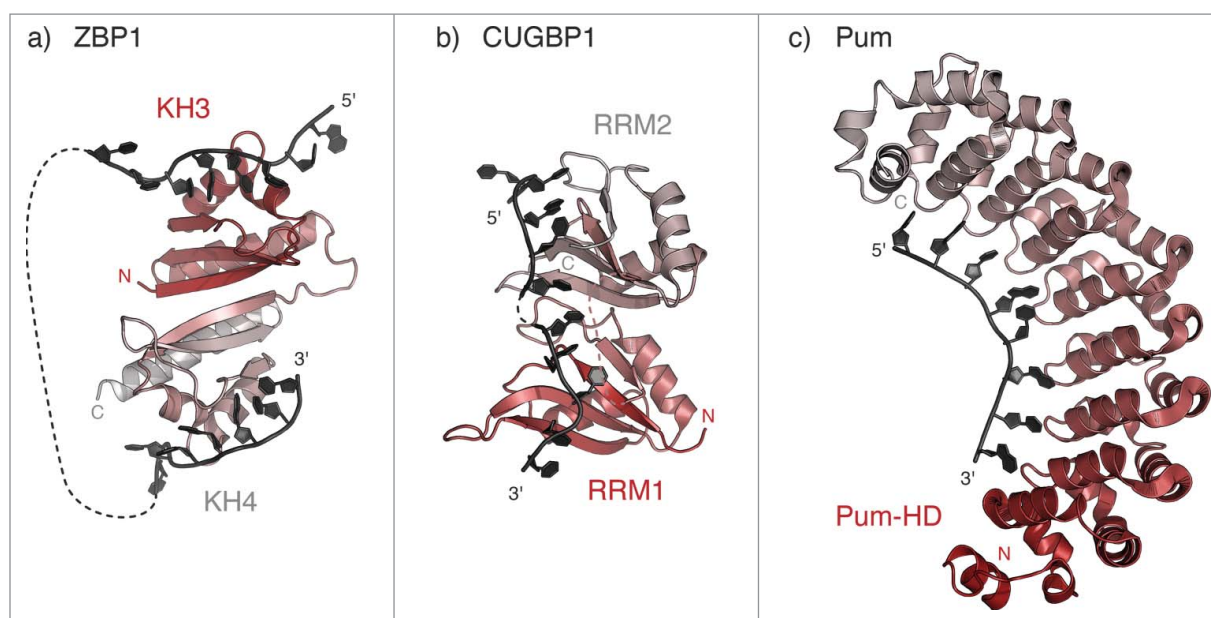 a) ZBP1
KH3
5'
N
3'
C
KH4
b) CUGBP1
RRM2
5'
C
N
3'
RRM1
c) Pum
C
5'
3'
Pum-HD
N